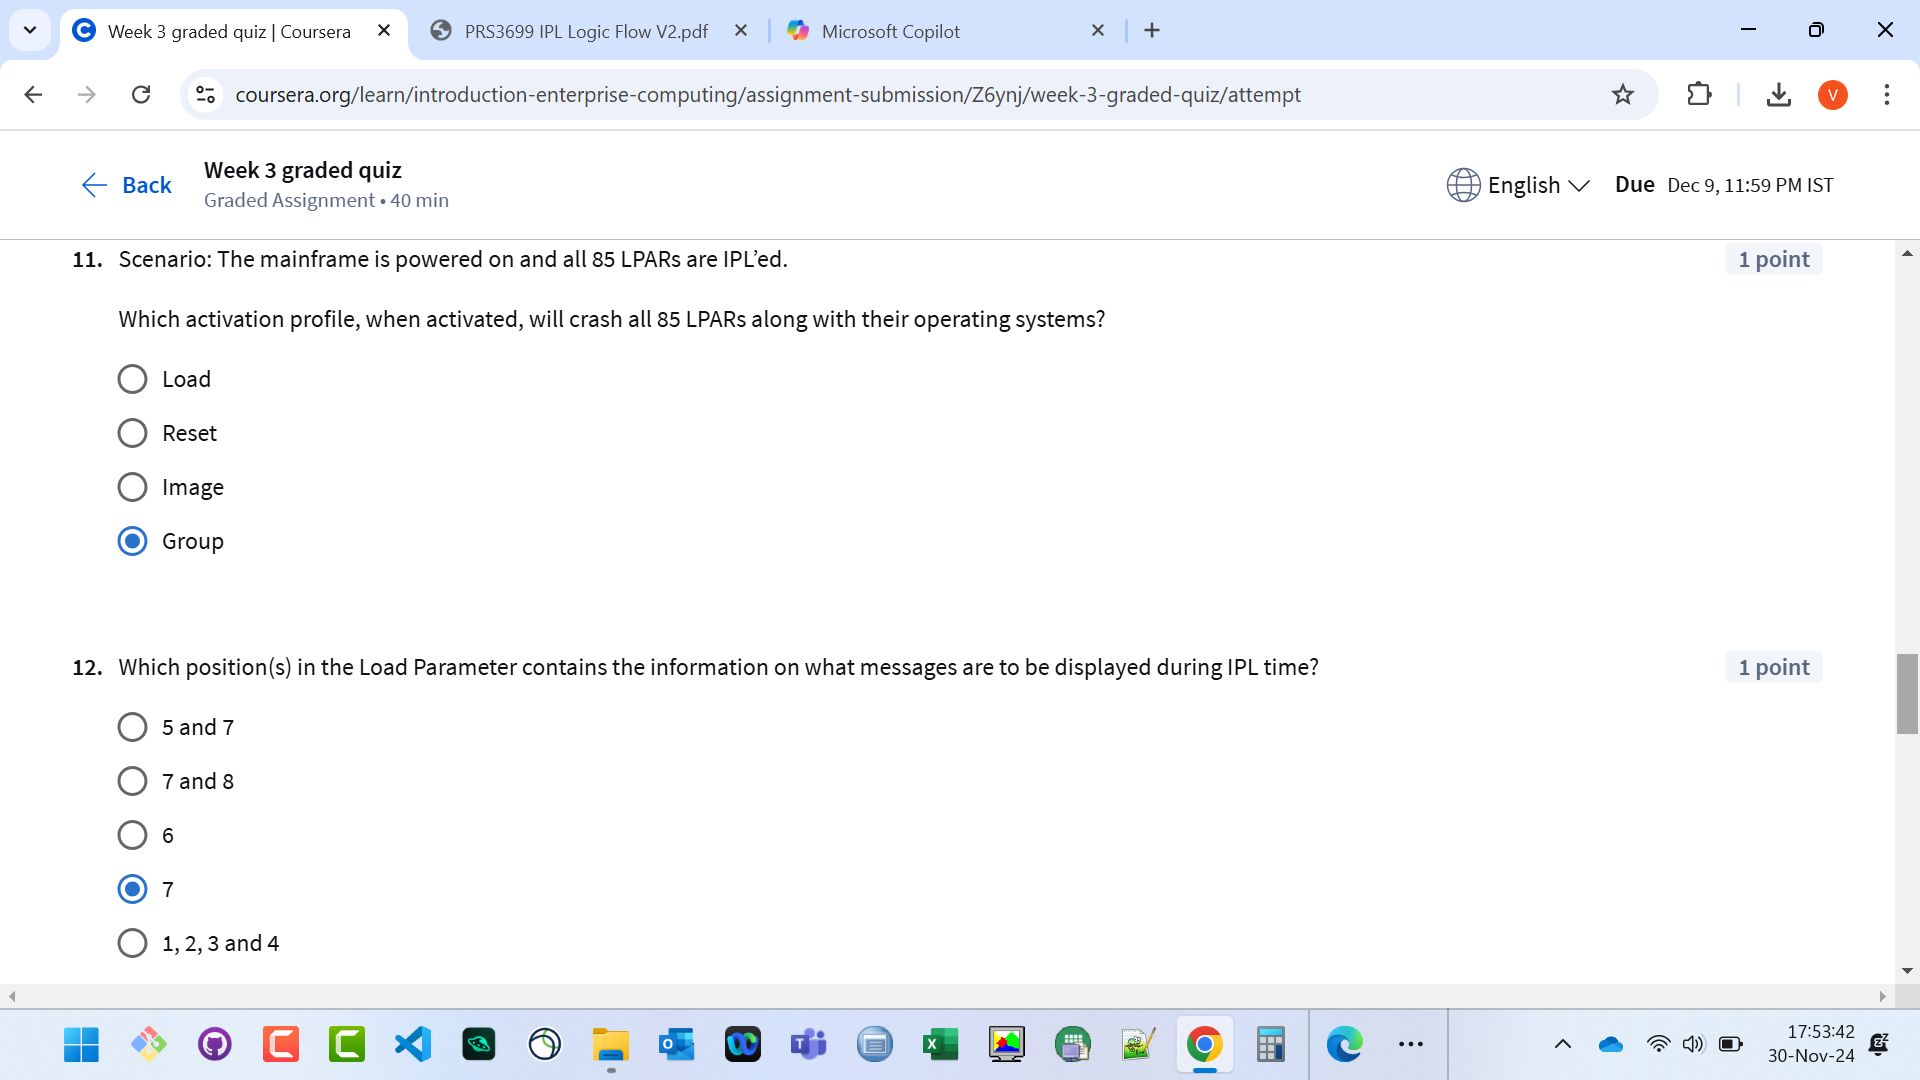 Week 3 graded quiz | Coursera
PRS3699 IPL Logic Flow V2.pdf
Microsoft Copilot
coursera.org/learn/introduction-enterprise-computing/assignment-submission/Z6ynj/week-3-graded-quiz/attempt
V
Back
Week 3 graded quiz
Graded Assignment • 40 min
English
Due Dec 9, 11:59 PM IST
11. Scenario: The mainframe is powered on and all 85 LPARs are IPL’ed.
1 point
Which activation profile, when activated, will crash all 85 LPARs along with their operating systems?
Load
Reset
Image
Group
12. Which position(s) in the Load Parameter contains the information on what messages are to be displayed during IPL time?
1 point
5 and 7
7 and 8
6
7
1, 2, 3 and 4
17:53:42
30-Nov-24